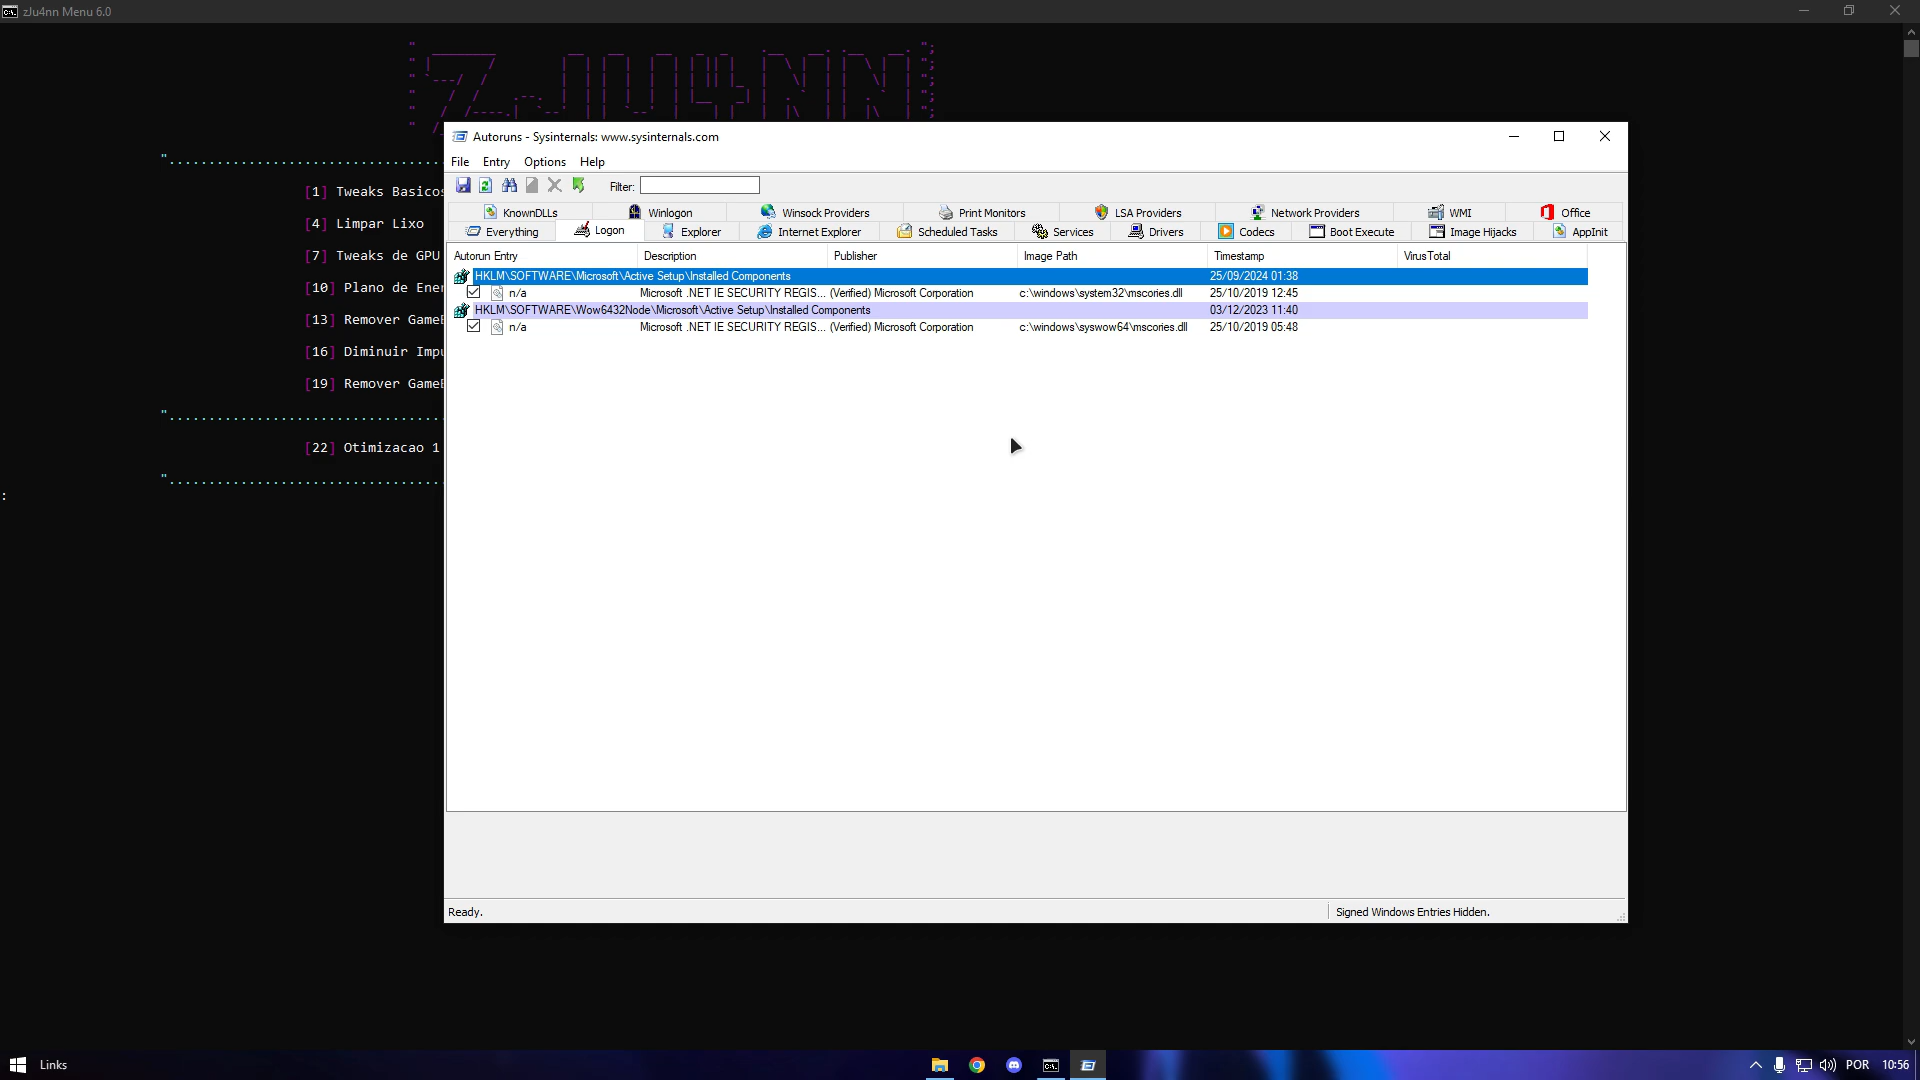 zJu4nn Menu 6.0
[1] Tweaks Basicos
[4] Limpar Lixo
[7] Tweaks de GPU
[10] Plano de Ener
[13] Remover GameB
[16] Diminuir Impu
[19] Remover GameB
[22] Otimizacao 1
:
Autoruns - Sysinternals: www.sysinternals.com
File Entry Options Help
Filter:
KnownDLLs Winlogon Winsock Providers Print Monitors LSA Providers Network Providers WMI Office
Everything Logon Explorer Internet Explorer Scheduled Tasks Services Drivers Codecs Boot Execute Image Hijacks AppInit
Autorun Entry Description Publisher Image Path Timestamp VirusTotal
HKLM\SOFTWARE\Microsoft\Active Setup\Installed Components 25/09/2024 01:38
n/a Microsoft .NET IE SECURITY REGIS... (Verified) Microsoft Corporation c:\windows\system32\mscories.dll 25/10/2019 12:45
HKLM\SOFTWARE\Wow6432Node\Microsoft\Active Setup\Installed Components 03/12/2023 11:40
n/a Microsoft .NET IE SECURITY REGIS... (Verified) Microsoft Corporation c:\windows\syswow64\mscories.dll 25/10/2019 05:48
Ready. Signed Windows Entries Hidden.
Links POR 10:56